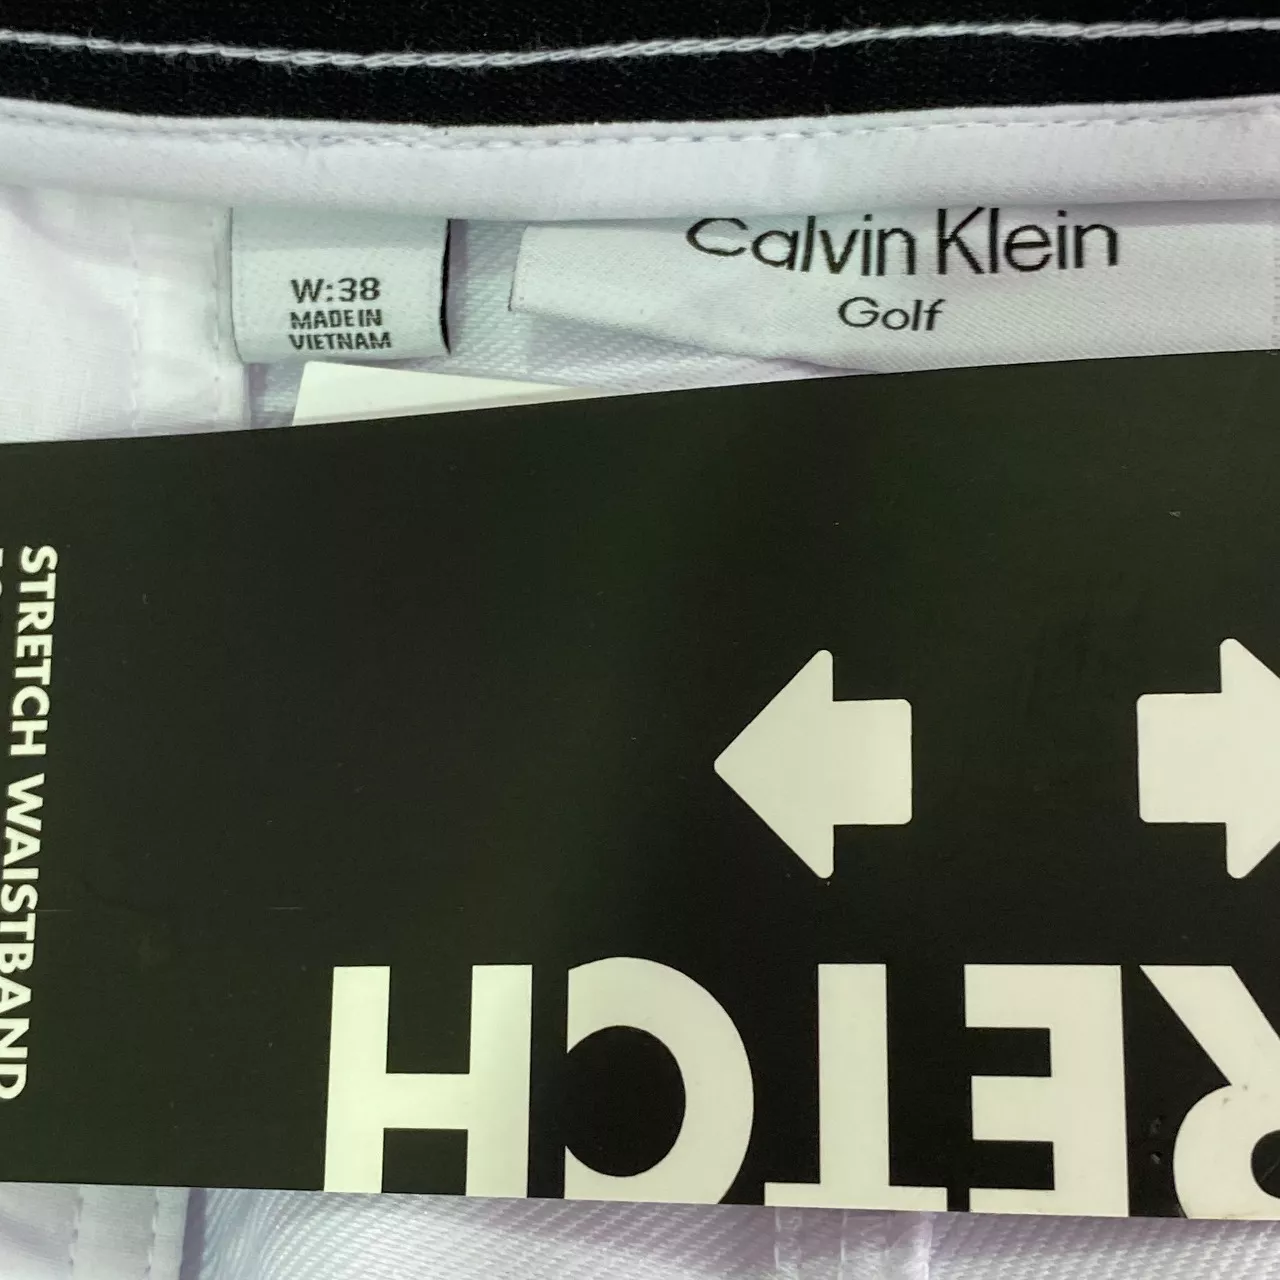 W:38
MADE IN
VIETNAM
Calvin Klein
Golf
STRETCH WAISTBAND
RETCH